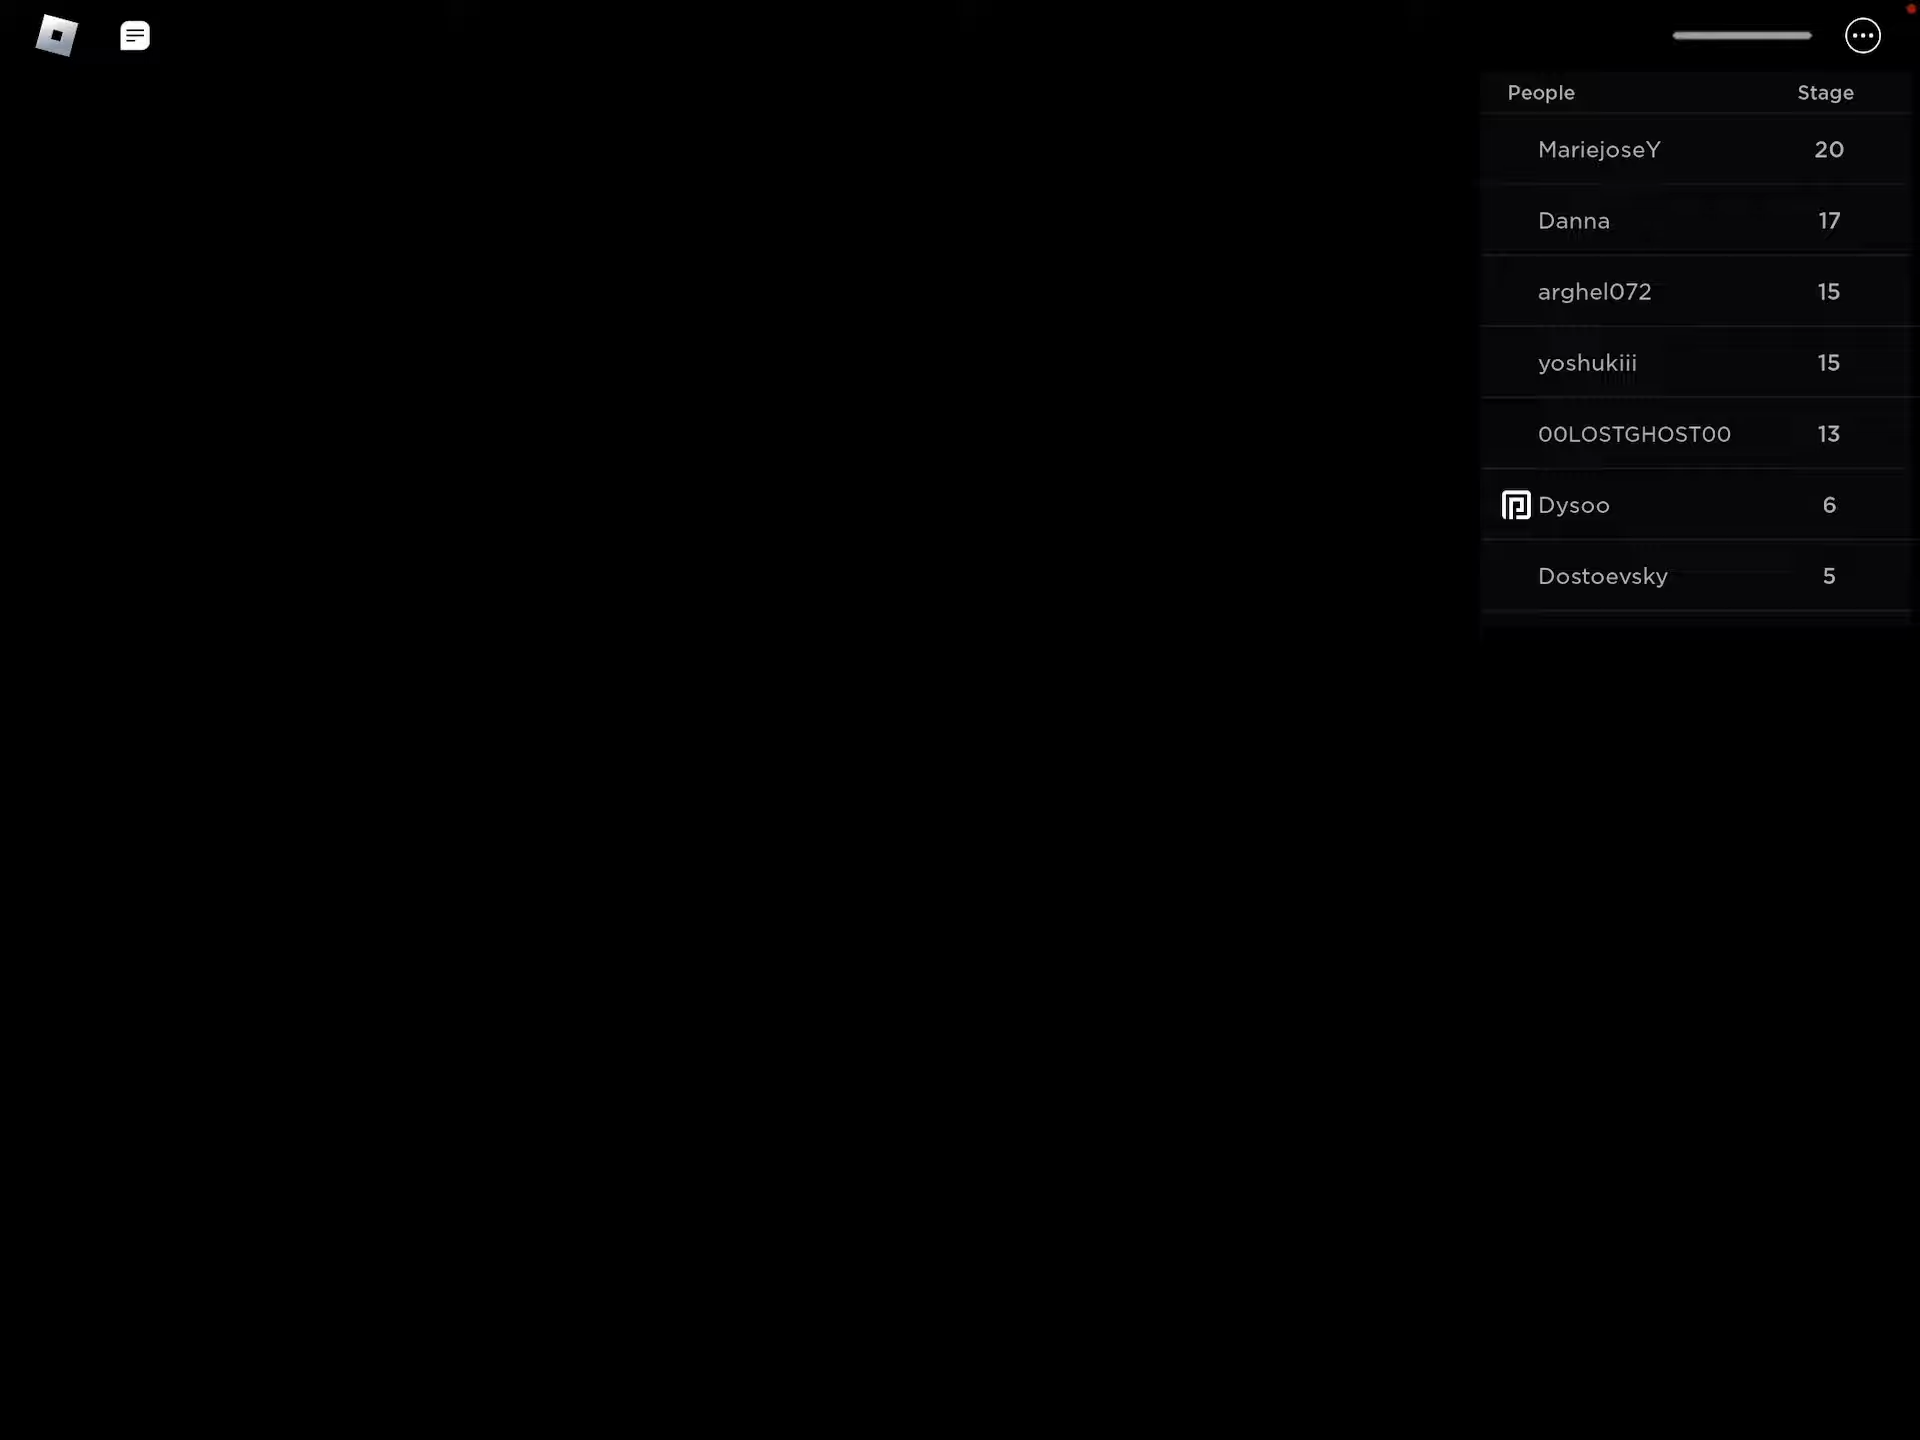 People Stage
MariejoseY 20
Danna 17
arghel072 15
yoshukiii 15
00LOSTGHOST00 13
Dysoo 6
Dostoevsky 5